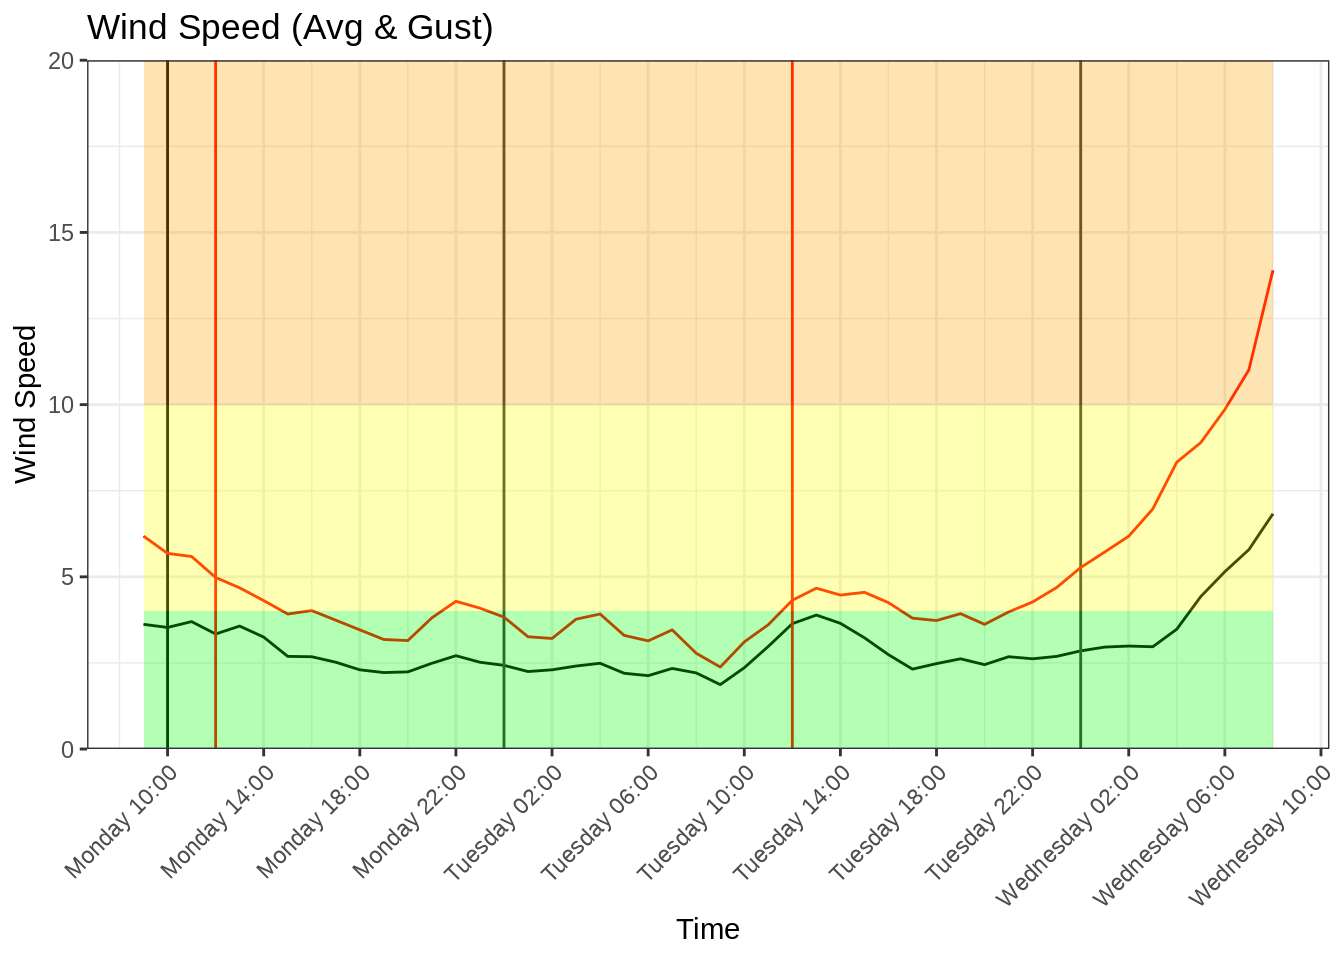 Wind Speed (Avg & Gust)
Wind Speed
20
15
10
5
0
Monday 10:00
Monday 14:00
Monday 18:00
Monday 22:00
Tuesday 02:00
Tuesday 06:00
Tuesday 10:00
Tuesday 14:00
Tuesday 18:00
Tuesday 22:00
Wednesday 02:00
Wednesday 06:00
Wednesday 10:00
Time